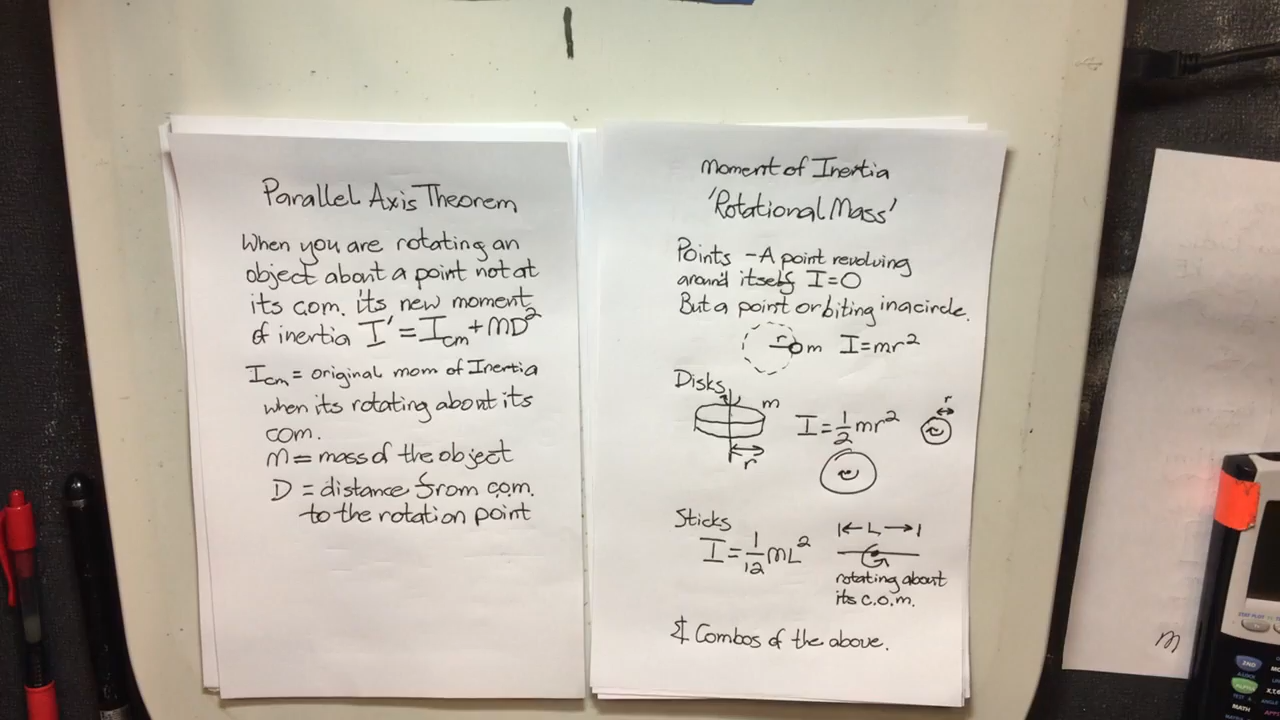 Parallel Axis Theorem
When you are rotating an
object about a point not at
its com. its new moment
of inertia I' = Icm + MD²
Icm = original mom of Inertia
when its rotating about its
com.
M = mass of the object
D = distance from c.o.m.
to the rotation point
Moment of Inertia
'Rotational Mass'
Points - A point revolving
around itself I=0
But a point orbiting in a circle.
r m I=mr²
Disks
m I=½mr² r
r
Sticks
|← L →|
I=1/12 mL²
rotating about
its c.o.m.
& Combos of the above.
m
END
MATH